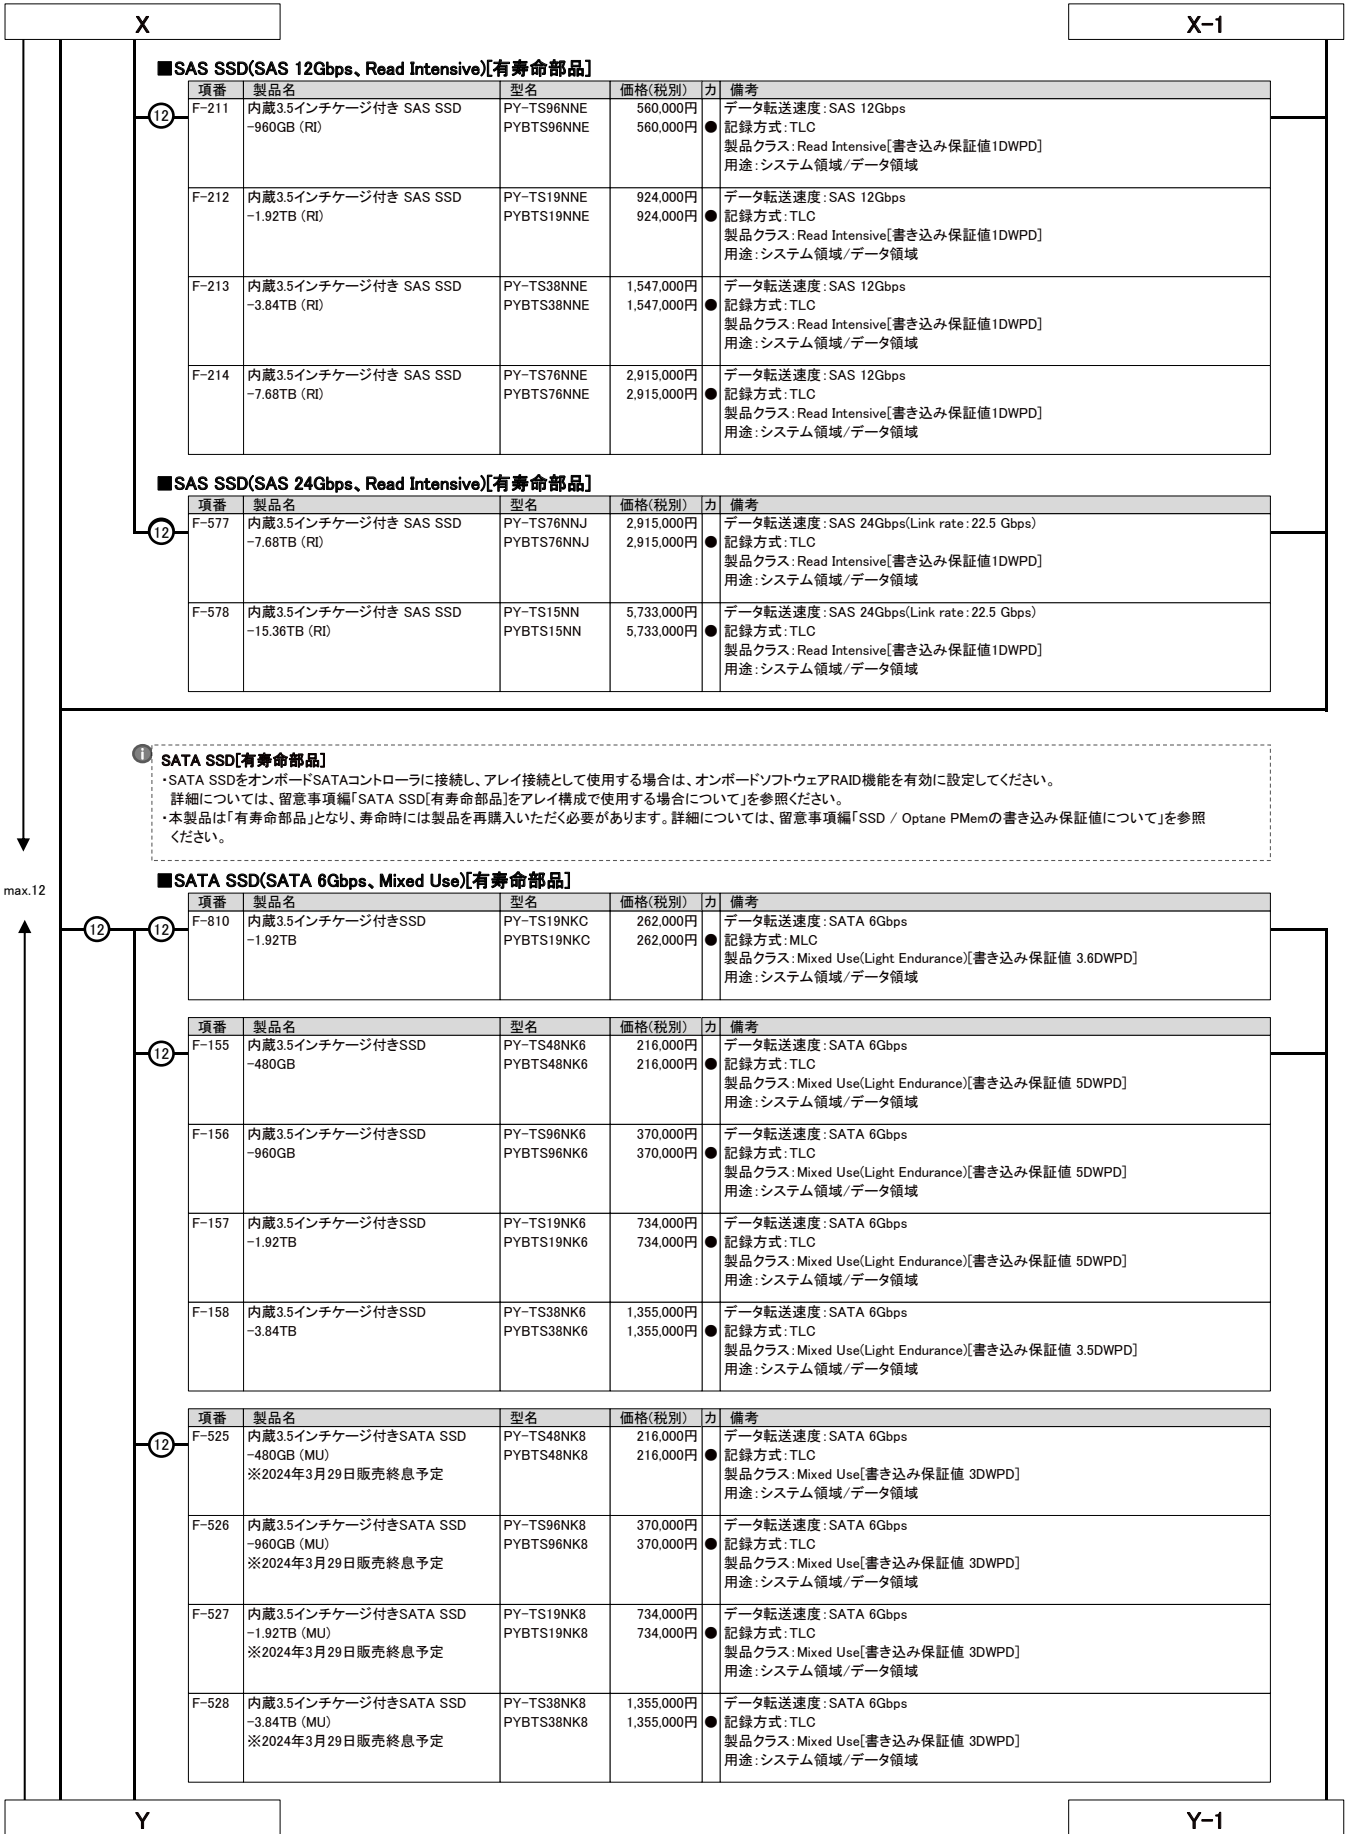 X
X-1
■SAS SSD(SAS 12Gbps、Read Intensive)[有寿命部品]
項番 製品名 型名 価格(税別) カ 備考
⑫ F-211 内蔵3.5インチケージ付き SAS SSD PY-TS96NNE 560,000円 データ転送速度:SAS 12Gbps
-960GB (RI) PYBTS96NNE 560,000円 ● 記録方式:TLC
製品クラス:Read Intensive[書き込み保証値1DWPD]
用途:システム領域/データ領域
F-212 内蔵3.5インチケージ付き SAS SSD PY-TS19NNE 924,000円 データ転送速度:SAS 12Gbps
-1.92TB (RI) PYBTS19NNE 924,000円 ● 記録方式:TLC
製品クラス:Read Intensive[書き込み保証値1DWPD]
用途:システム領域/データ領域
F-213 内蔵3.5インチケージ付き SAS SSD PY-TS38NNE 1,547,000円 データ転送速度:SAS 12Gbps
-3.84TB (RI) PYBTS38NNE 1,547,000円 ● 記録方式:TLC
製品クラス:Read Intensive[書き込み保証値1DWPD]
用途:システム領域/データ領域
F-214 内蔵3.5インチケージ付き SAS SSD PY-TS76NNE 2,915,000円 データ転送速度:SAS 12Gbps
-7.68TB (RI) PYBTS76NNE 2,915,000円 ● 記録方式:TLC
製品クラス:Read Intensive[書き込み保証値1DWPD]
用途:システム領域/データ領域
■SAS SSD(SAS 24Gbps、Read Intensive)[有寿命部品]
項番 製品名 型名 価格(税別) カ 備考
⑫ F-577 内蔵3.5インチケージ付き SAS SSD PY-TS76NNJ 2,915,000円 データ転送速度:SAS 24Gbps(Link rate:22.5 Gbps)
-7.68TB (RI) PYBTS76NNJ 2,915,000円 ● 記録方式:TLC
製品クラス:Read Intensive[書き込み保証値1DWPD]
用途:システム領域/データ領域
F-578 内蔵3.5インチケージ付き SAS SSD PY-TS15NN 5,733,000円 データ転送速度:SAS 24Gbps(Link rate:22.5 Gbps)
-15.36TB (RI) PYBTS15NN 5,733,000円 ● 記録方式:TLC
製品クラス:Read Intensive[書き込み保証値1DWPD]
用途:システム領域/データ領域
i SATA SSD[有寿命部品]
・SATA SSDをオンボードSATAコントローラに接続し、アレイ接続として使用する場合は、オンボードソフトウェアRAID機能を有効に設定してください。
詳細については、留意事項編「SATA SSD[有寿命部品]をアレイ構成で使用する場合について」を参照ください。
・本製品は「有寿命部品」となり、寿命時には製品を再購入いただく必要があります。詳細については、留意事項編「SSD / Optane PMemの書き込み保証値について」を参照
ください。
max.12
■SATA SSD(SATA 6Gbps、Mixed Use)[有寿命部品]
項番 製品名 型名 価格(税別) カ 備考
⑫ ⑫ F-810 内蔵3.5インチケージ付きSSD PY-TS19NKC 262,000円 データ転送速度:SATA 6Gbps
-1.92TB PYBTS19NKC 262,000円 ● 記録方式:MLC
製品クラス:Mixed Use(Light Endurance)[書き込み保証値 3.6DWPD]
用途:システム領域/データ領域
項番 製品名 型名 価格(税別) カ 備考
⑫ F-155 内蔵3.5インチケージ付きSSD PY-TS48NK6 216,000円 データ転送速度:SATA 6Gbps
-480GB PYBTS48NK6 216,000円 ● 記録方式:TLC
製品クラス:Mixed Use(Light Endurance)[書き込み保証値 5DWPD]
用途:システム領域/データ領域
F-156 内蔵3.5インチケージ付きSSD PY-TS96NK6 370,000円 データ転送速度:SATA 6Gbps
-960GB PYBTS96NK6 370,000円 ● 記録方式:TLC
製品クラス:Mixed Use(Light Endurance)[書き込み保証値 5DWPD]
用途:システム領域/データ領域
F-157 内蔵3.5インチケージ付きSSD PY-TS19NK6 734,000円 データ転送速度:SATA 6Gbps
-1.92TB PYBTS19NK6 734,000円 ● 記録方式:TLC
製品クラス:Mixed Use(Light Endurance)[書き込み保証値 5DWPD]
用途:システム領域/データ領域
F-158 内蔵3.5インチケージ付きSSD PY-TS38NK6 1,355,000円 データ転送速度:SATA 6Gbps
-3.84TB PYBTS38NK6 1,355,000円 ● 記録方式:TLC
製品クラス:Mixed Use(Light Endurance)[書き込み保証値 3.5DWPD]
用途:システム領域/データ領域
項番 製品名 型名 価格(税別) カ 備考
⑫ F-525 内蔵3.5インチケージ付きSATA SSD PY-TS48NK8 216,000円 データ転送速度:SATA 6Gbps
-480GB (MU) PYBTS48NK8 216,000円 ● 記録方式:TLC
※2024年3月29日販売終息予定 製品クラス:Mixed Use[書き込み保証値 3DWPD]
用途:システム領域/データ領域
F-526 内蔵3.5インチケージ付きSATA SSD PY-TS96NK8 370,000円 データ転送速度:SATA 6Gbps
-960GB (MU) PYBTS96NK8 370,000円 ● 記録方式:TLC
※2024年3月29日販売終息予定 製品クラス:Mixed Use[書き込み保証値 3DWPD]
用途:システム領域/データ領域
F-527 内蔵3.5インチケージ付きSATA SSD PY-TS19NK8 734,000円 データ転送速度:SATA 6Gbps
-1.92TB (MU) PYBTS19NK8 734,000円 ● 記録方式:TLC
※2024年3月29日販売終息予定 製品クラス:Mixed Use[書き込み保証値 3DWPD]
用途:システム領域/データ領域
F-528 内蔵3.5インチケージ付きSATA SSD PY-TS38NK8 1,355,000円 データ転送速度:SATA 6Gbps
-3.84TB (MU) PYBTS38NK8 1,355,000円 ● 記録方式:TLC
※2024年3月29日販売終息予定 製品クラス:Mixed Use[書き込み保証値 3DWPD]
用途:システム領域/データ領域
Y
Y-1